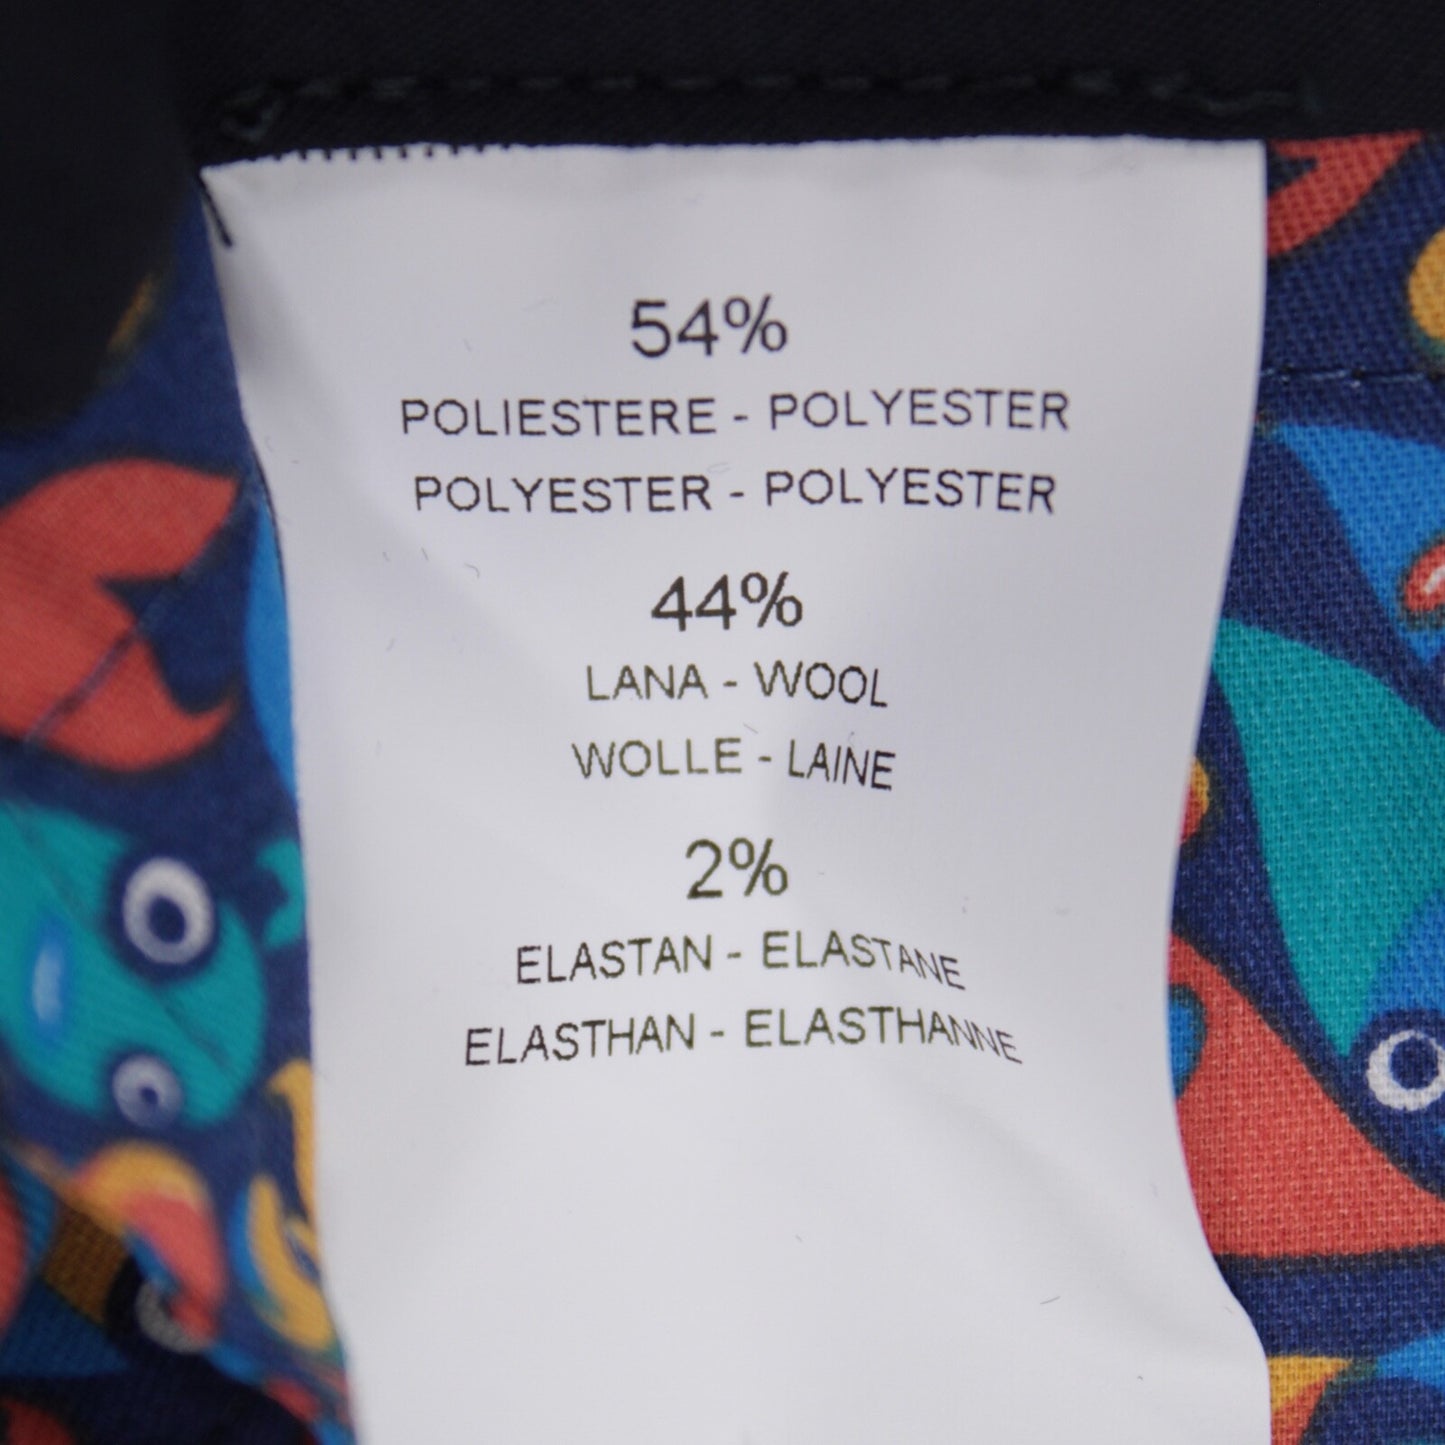 54%
POLIESTERE - POLYESTER
POLYESTER - POLYESTER
44%
LANA - WOOL
WOLLE - LAINE
2%
ELASTAN - ELASTANE
ELASTHAN - ELASTHANNE